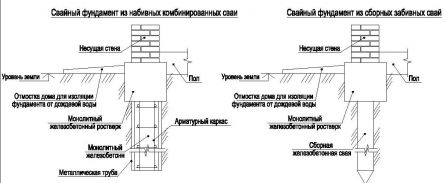 Свайный фундамент из набивных комбинированных сваи
Несущая стена
Уровень земли
Пол
Отмостка дома для изоляции
фундамента от дождевой воды
Монолитный
железобетонный ростверк
Арматурный каркас
Монолитный
железобетонн
Металлическая труба
Свайный фундамент из сборных забивных свай
Несущая стена
Уровень земли
Пол
Отмостка дома для изоляции
фундамента от дождевой воды
Монолитный
железобетонный ростверк
Сборная
железобетонная свая